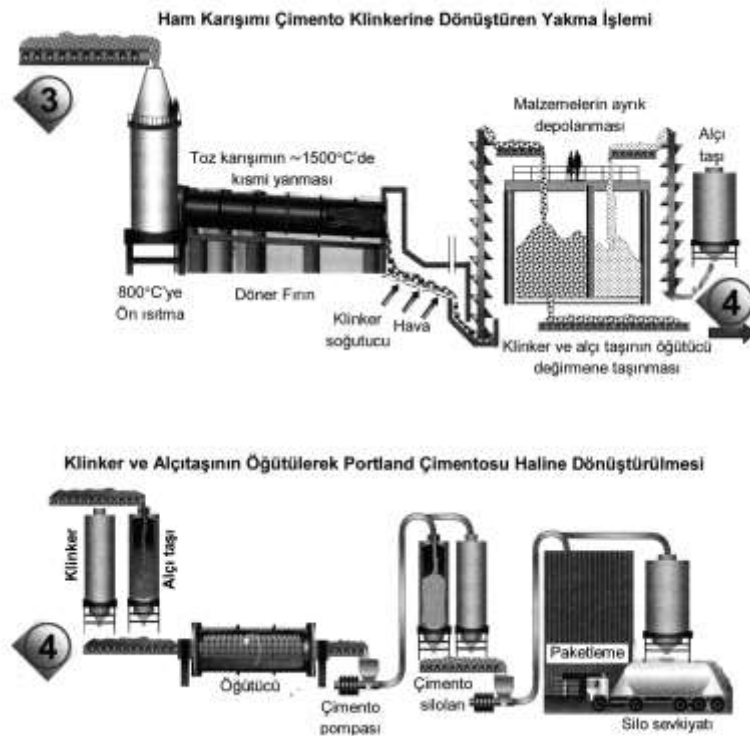 Ham Karışımı Çimento Klinkerine Dönüştüren Yakma İşlemi
3
Toz karışımın ~1500°C'de
kısmi yanması
Malzemelerin ayrık
depolanması
Alçı
taşı
800°C'ye
Ön ısıtma
Döner Fırın
Klinker
soğutucu
Hava
4
Klinker ve alçı taşının öğütücü
değirmene taşınması
Klinker ve Alçıtaşının Öğütülerek Portland Çimentosu Haline Dönüştürülmesi
Klinker
Alçı taşı
4
Öğütücü
Çimento
pompası
Çimento
siloları
Paketleme
Silo sevkiyatı